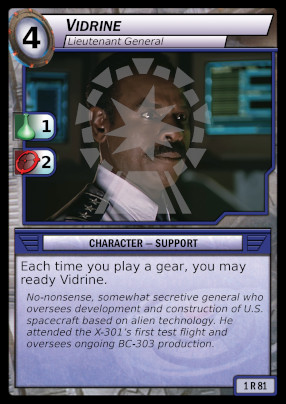 4
VIDRINE
Lieutenant General
1
2
CHARACTER – SUPPORT
Each time you play a gear, you may
ready Vidrine.
No-nonsense, somewhat secretive general who
oversees development and construction of U.S.
spacecraft based on alien technology. He
attended the X-301's first test flight and
oversees ongoing BC-303 production.
1 R 81